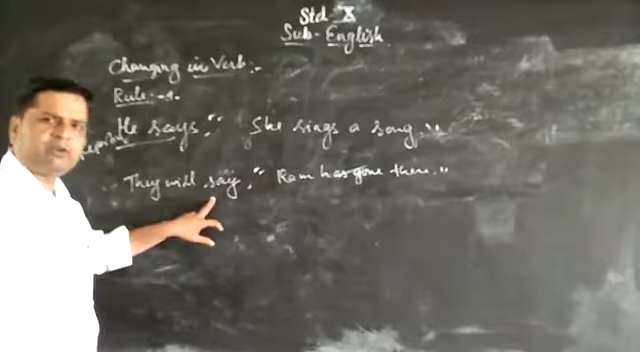 Std X
Sub- English
Changing in Verb:-
Rule:-1.
He says, "She sings a song."
They will say, "Ram has gone there."